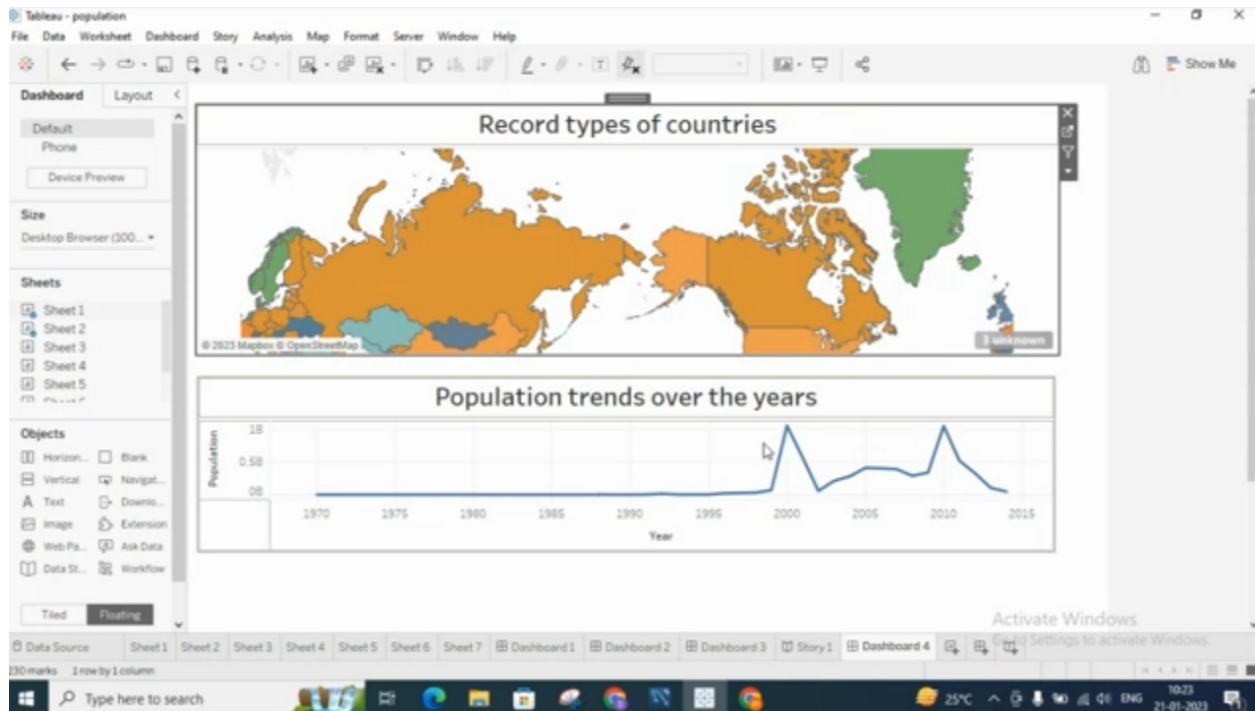 Tableau - population
File Data Worksheet Dashboard Story Analysis Map Format Server Window Help
Show Me
Dashboard Layout
Default
Phone
Device Preview
Size
Desktop Browser (100...
Sheets
Sheet 1
Sheet 2
Sheet 3
Sheet 4
Sheet 5
Objects
Horizon... Blank
Vertical Navigat...
Text Downlo...
Image Extension
Web Pa... Ask Data
Data St... Workflow
Tiled Floating
Record types of countries
© 2023 Mapbox © OpenStreetMap
3 unknown
Population trends over the years
Population
1B
0.5B
0B
1970 1975 1980 1985 1990 1995 2000 2005 2010 2015
Year
Activate Windows
Go to Settings to activate Windows.
Data Source Sheet 1 Sheet 2 Sheet 3 Sheet 4 Sheet 5 Sheet 6 Sheet 7 Dashboard 1 Dashboard 2 Dashboard 3 Story 1 Dashboard 4
230 marks 1 row by 1 column
Type here to search
25°C ENG 10:23
21-01-2023